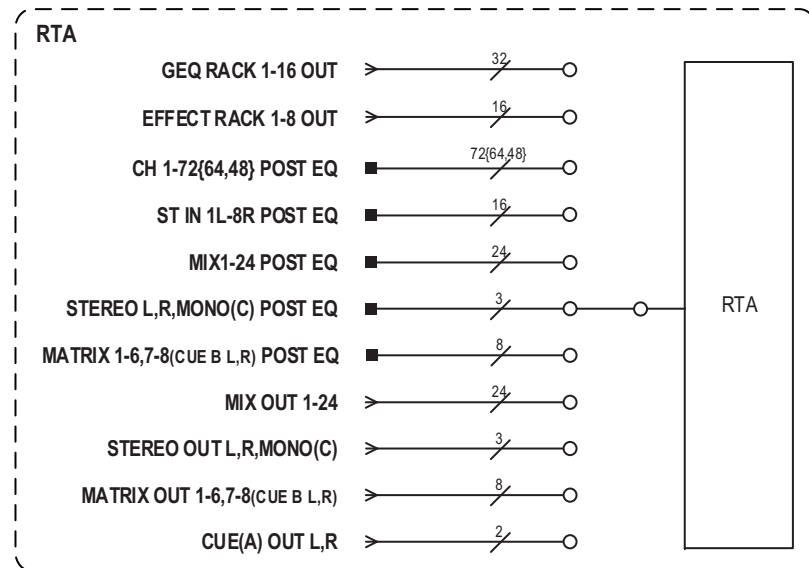 RTA
GEQ RACK 1-16 OUT 32
EFFECT RACK 1-8 OUT 16
CH 1-72{64,48} POST EQ 72{64,48}
ST IN 1L-8R POST EQ 16
MIX1-24 POST EQ 24
STEREO L,R,MONO(C) POST EQ 3 RTA
MATRIX 1-6,7-8(CUE B L,R) POST EQ 8
MIX OUT 1-24 24
STEREO OUT L,R,MONO(C) 3
MATRIX OUT 1-6,7-8(CUE B L,R) 8
CUE(A) OUT L,R 2